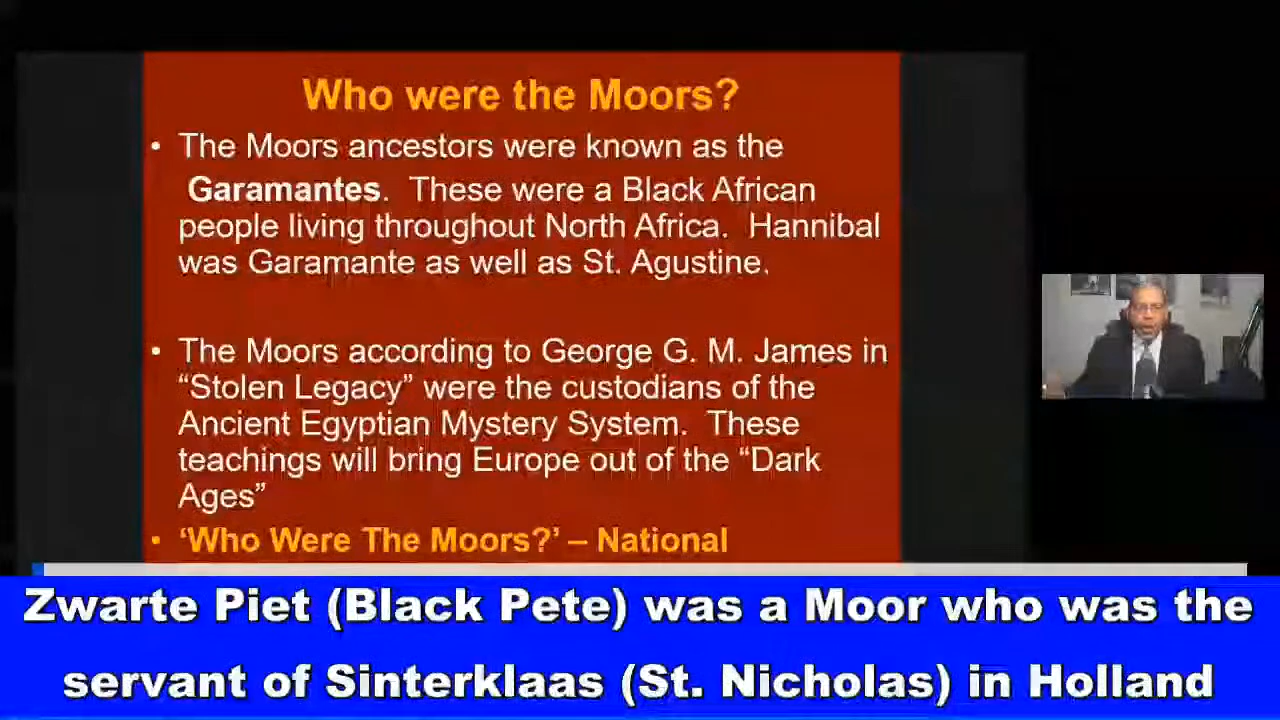 Who were the Moors?
• The Moors ancestors were known as the
Garamantes. These were a Black African
people living throughout North Africa. Hannibal
was Garamante as well as St. Agustine.
• The Moors according to George G. M. James in
“Stolen Legacy” were the custodians of the
Ancient Egyptian Mystery System. These
teachings will bring Europe out of the “Dark
Ages”
• ‘Who Were The Moors?’ – National
Zwarte Piet (Black Pete) was a Moor who was the
servant of Sinterklaas (St. Nicholas) in Holland